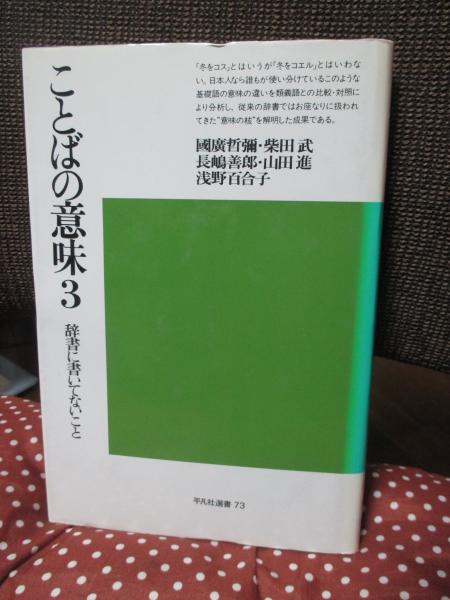 「冬をコス」とはいうが「冬をコエル」とはいわな
い。日本人なら誰もが使い分けているこのような
基礎語の意味の違いを類義語との比較・対照に
より分析し、従来の辞書ではお座なりに扱われ
てきた"意味の核"を解明した成果である。
國廣哲彌・柴田 武
長嶋善郎・山田 進
浅野百合子
ことばの意味3
辞書に書いてないこと
平凡社選書 73